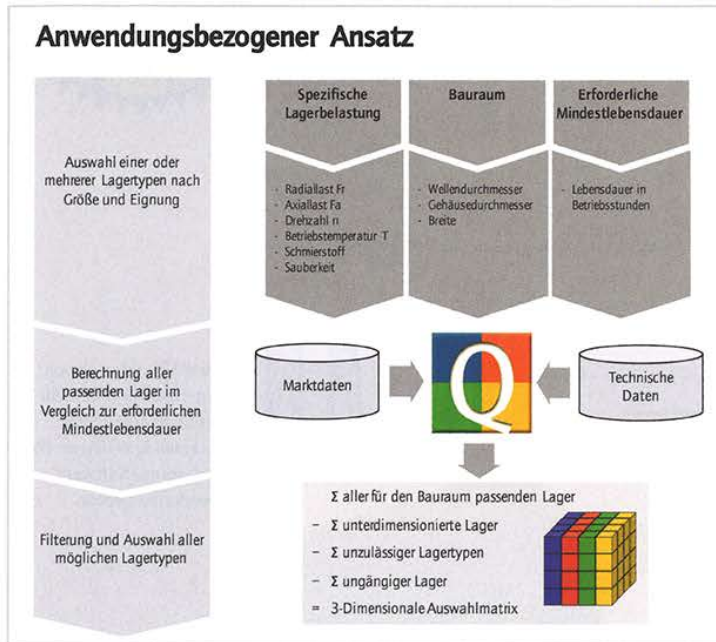 Anwendungsbezogener Ansatz
Auswahl einer oder
mehrerer Lagertypen nach
Größe und Eignung
Berechnung aller
passenden Lager im
Vergleich zur erforderlichen
Mindestlebensdauer
Filterung und Auswahl aller
möglichen Lagertypen
Spezifische
Lagerbelastung
- Radiallast Fr
- Axiallast Fa
- Drehzahl n
- Betriebstemperatur T
- Schmierstoff
- Sauberkeit
Bauraum
- Wellendurchmesser
- Gehäusedurchmesser
- Breite
Erforderliche
Mindestlebensdauer
- Lebensdauer in
Betriebsstunden
Marktdaten
Q
Technische
Daten
Σ aller für den Bauraum passenden Lager
– Σ unterdimensionierte Lager
– Σ unzulässiger Lagertypen
– Σ ungängiger Lager
= 3-Dimensionale Auswahlmatrix